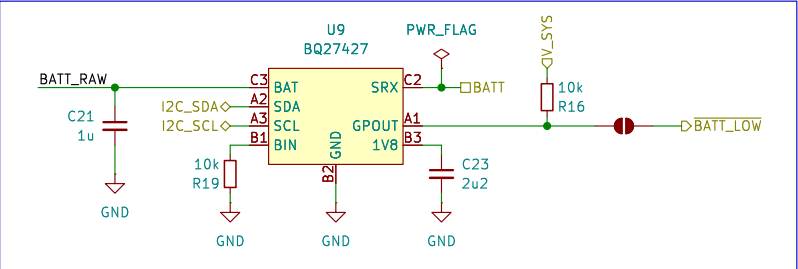 U9
BQ27427
PWR_FLAG
V_SYS
BATT_RAW
C3
BAT
SRX
C2
BATT
10k
R16
C21
1u
I2C_SDA
A2
SDA
I2C_SCL
A3
SCL
GPOUT
A1
BATT_LOW
B1
BIN
GND
B2
1V8
B3
10k
R19
C23
2u2
GND
GND
GND
GND